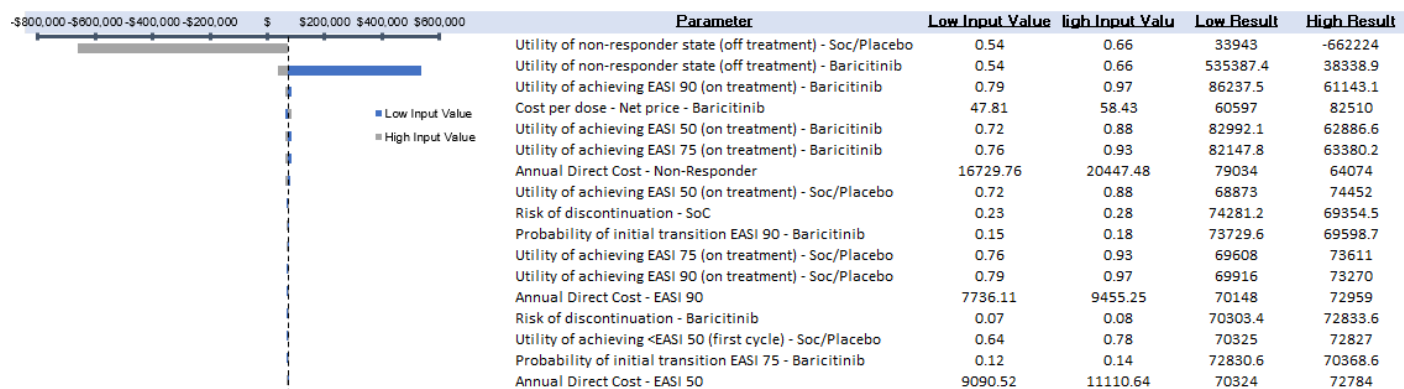 -$800,000 -$600,000 -$400,000 -$200,000 $ $200,000 $400,000 $600,000
Low Input Value
High Input Value
Parameter Low Input Value ligh Input Valu Low Result High Result
Utility of non-responder state (off treatment) - Soc/Placebo 0.54 0.66 33943 -662224
Utility of non-responder state (off treatment) - Baricitinib 0.54 0.66 535387.4 38338.9
Utility of achieving EASI 90 (on treatment) - Baricitinib 0.79 0.97 86237.5 61143.1
Cost per dose - Net price - Baricitinib 47.81 58.43 60597 82510
Utility of achieving EASI 50 (on treatment) - Baricitinib 0.72 0.88 82992.1 62886.6
Utility of achieving EASI 75 (on treatment) - Baricitinib 0.76 0.93 82147.8 63380.2
Annual Direct Cost - Non-Responder 16729.76 20447.48 79034 64074
Utility of achieving EASI 50 (on treatment) - Soc/Placebo 0.72 0.88 68873 74452
Risk of discontinuation - SoC 0.23 0.28 74281.2 69354.5
Probability of initial transition EASI 90 - Baricitinib 0.15 0.18 73729.6 69598.7
Utility of achieving EASI 75 (on treatment) - Soc/Placebo 0.76 0.93 69608 73611
Utility of achieving EASI 90 (on treatment) - Soc/Placebo 0.79 0.97 69916 73270
Annual Direct Cost - EASI 90 7736.11 9455.25 70148 72959
Risk of discontinuation - Baricitinib 0.07 0.08 70303.4 72833.6
Utility of achieving <EASI 50 (first cycle) - Soc/Placebo 0.64 0.78 70325 72827
Probability of initial transition EASI 75 - Baricitinib 0.12 0.14 72830.6 70368.6
Annual Direct Cost - EASI 50 9090.52 11110.64 70324 72784